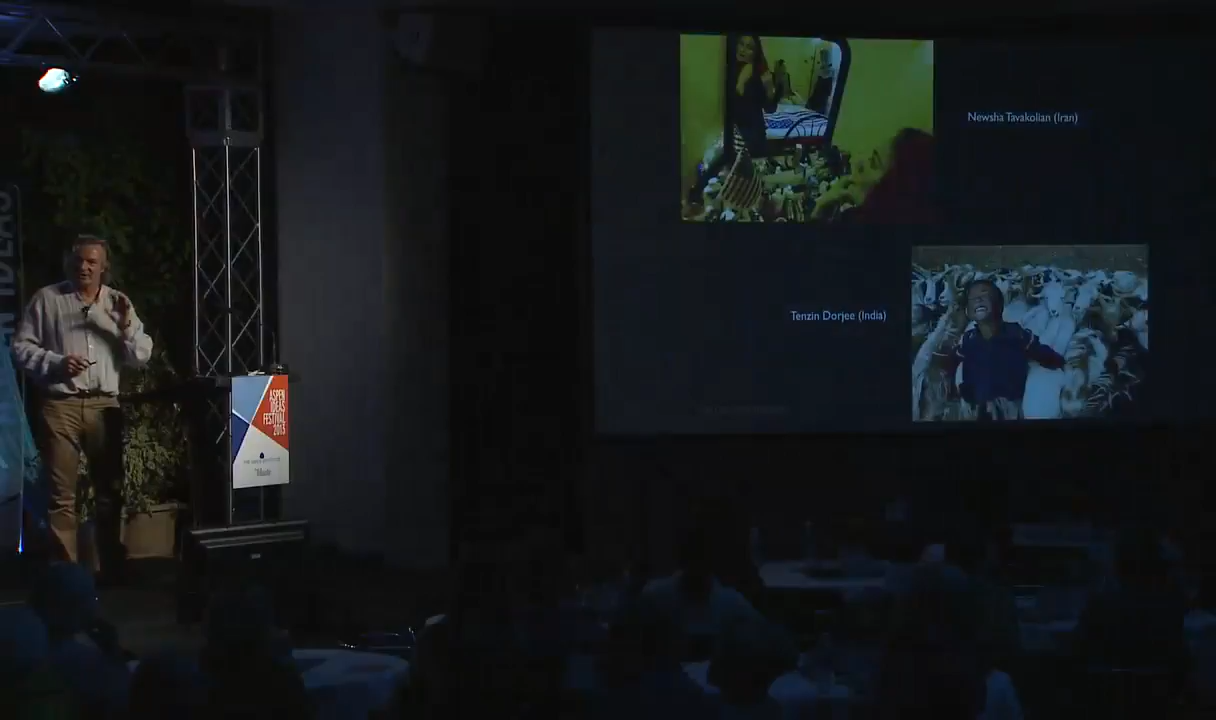 Newsha Tavakolian (Iran)
Tenzin Dorjee (India)
ASPEN
IDEAS
FESTIVAL
2013